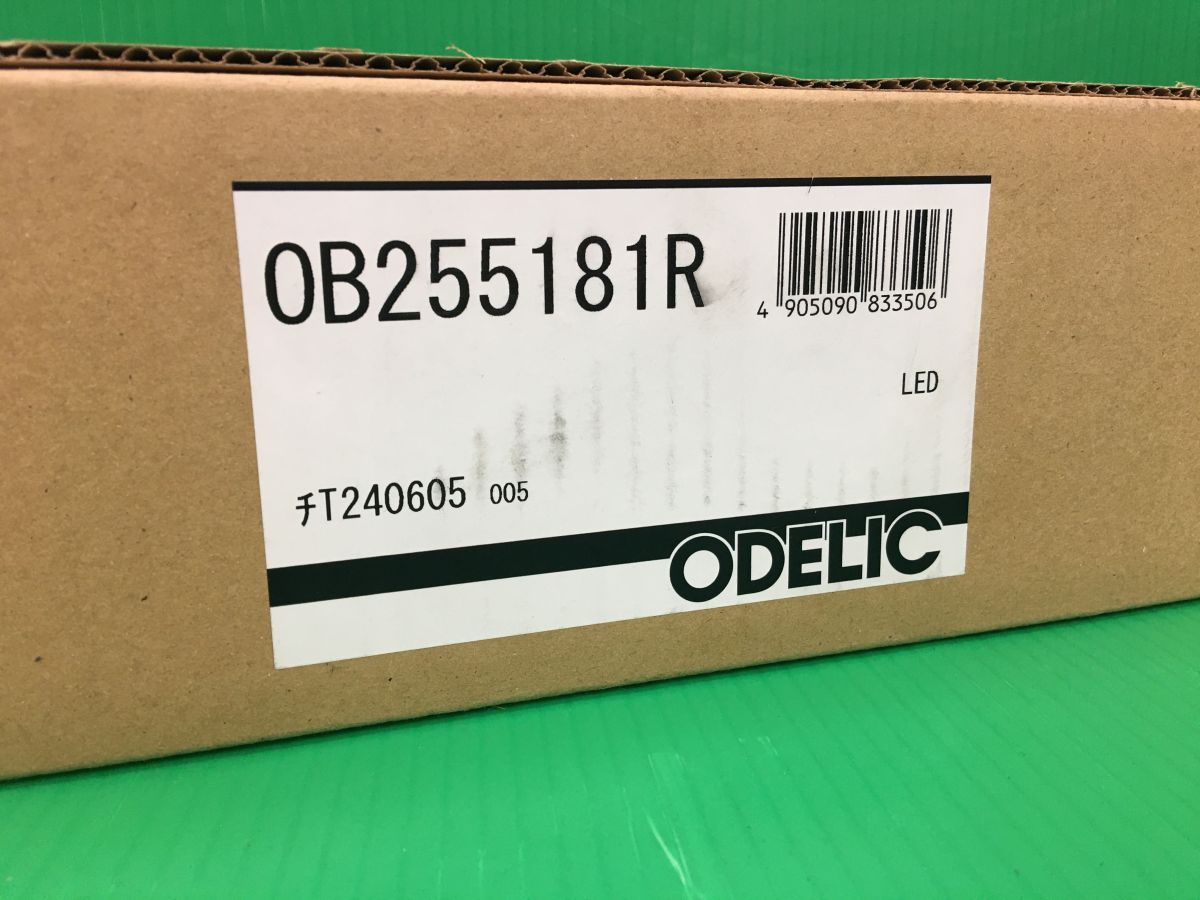 OB255181R
4 905090 833506
LED
ﾁT240605 005
ODELIC